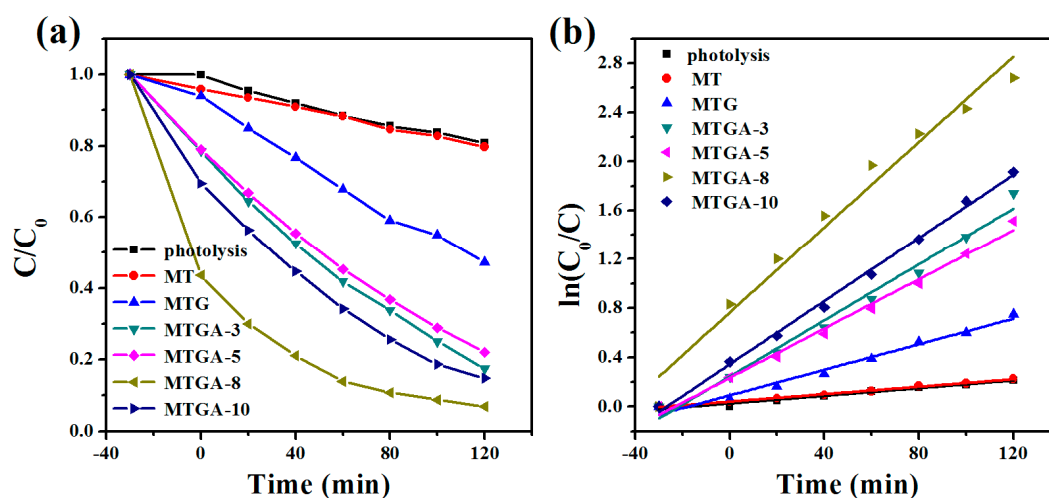 (a)
C/C0
1.0
0.8
0.6
0.4
0.2
0.0
photolysis
MT
MTG
MTGA-3
MTGA-5
MTGA-8
MTGA-10
-40 0 40 80 120
Time (min)
(b)
ln(C0/C)
2.8
2.4
2.0
1.6
1.2
0.8
0.4
0.0
photolysis
MT
MTG
MTGA-3
MTGA-5
MTGA-8
MTGA-10
-40 0 40 80 120
Time (min)